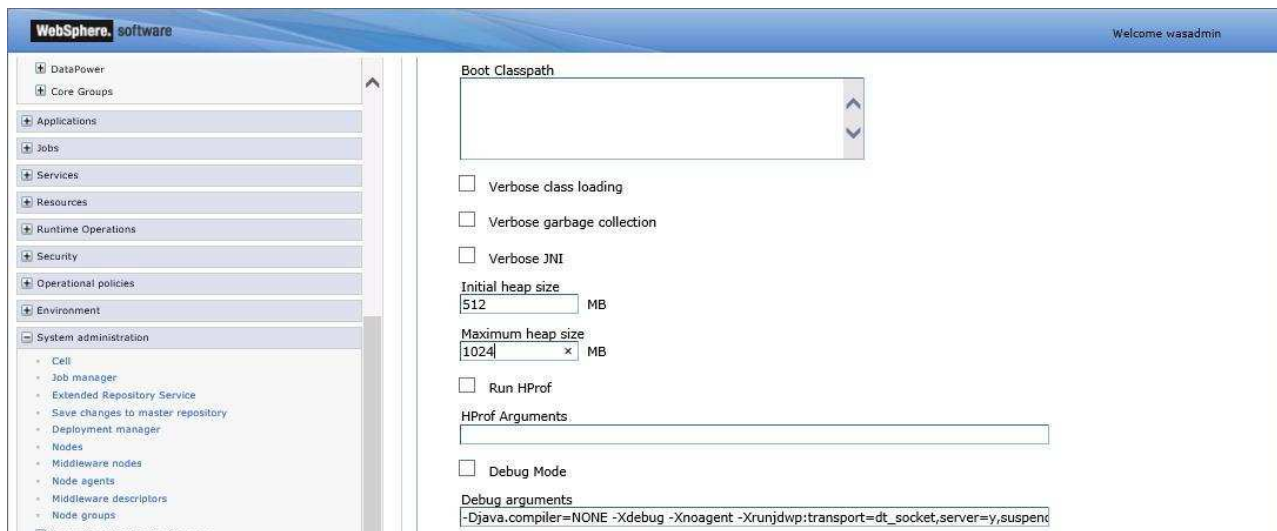 WebSphere. software
Welcome wasadmin
DataPower
Core Groups
Applications
Jobs
Services
Resources
Runtime Operations
Security
Operational policies
Environment
System administration
Cell
Job manager
Extended Repository Service
Save changes to master repository
Deployment manager
Nodes
Middleware nodes
Node agents
Middleware descriptors
Node groups
Boot Classpath
Verbose class loading
Verbose garbage collection
Verbose JNI
Initial heap size
512 MB
Maximum heap size
1024 × MB
Run HProf
HProf Arguments
Debug Mode
Debug arguments
-Djava.compiler=NONE -Xdebug -Xnoagent -Xrunjdwp:transport=dt_socket,server=y,suspend